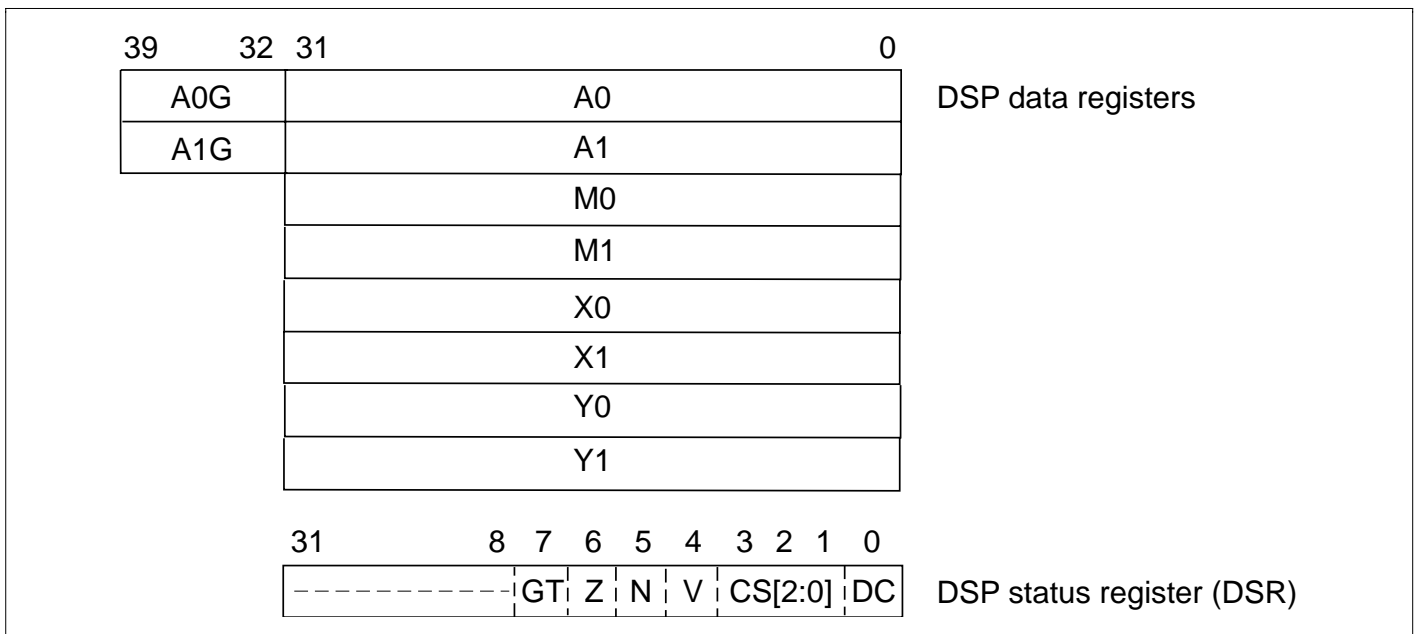 39 32 31 0
A0G A0 DSP data registers
A1G A1
M0
M1
X0
X1
Y0
Y1
31 8 7 6 5 4 3 2 1 0
GT Z N V CS[2:0] DC DSP status register (DSR)